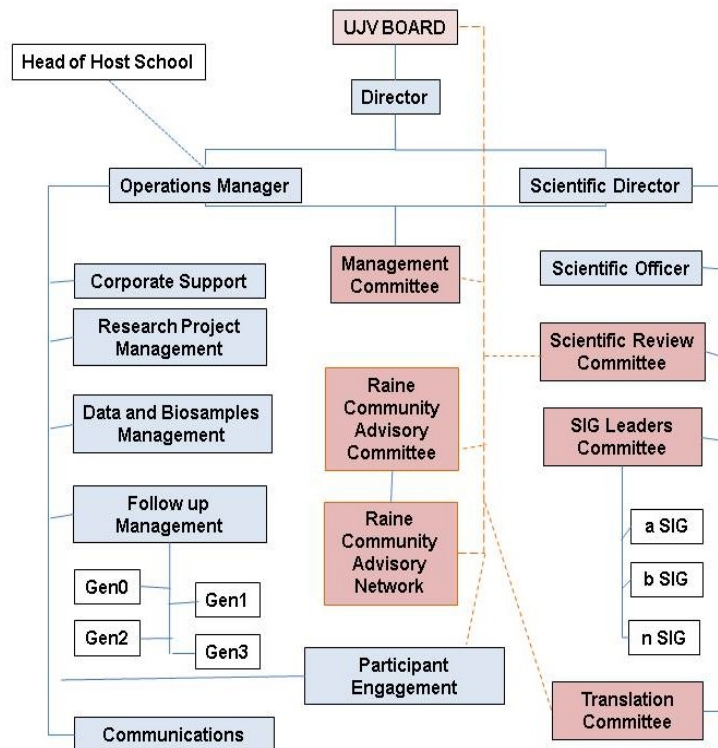 UJV BOARD
Head of Host School
Director
Operations Manager
Scientific Director
Management
Committee
Scientific Officer
Corporate Support
Research Project
Management
Scientific Review
Committee
Raine
Community
Advisory
Committee
Data and Biosamples
Management
SIG Leaders
Committee
Follow up
Management
Raine
Community
Advisory
Network
a SIG
b SIG
n SIG
Gen0
Gen1
Gen2
Gen3
Participant
Engagement
Translation
Committee
Communications